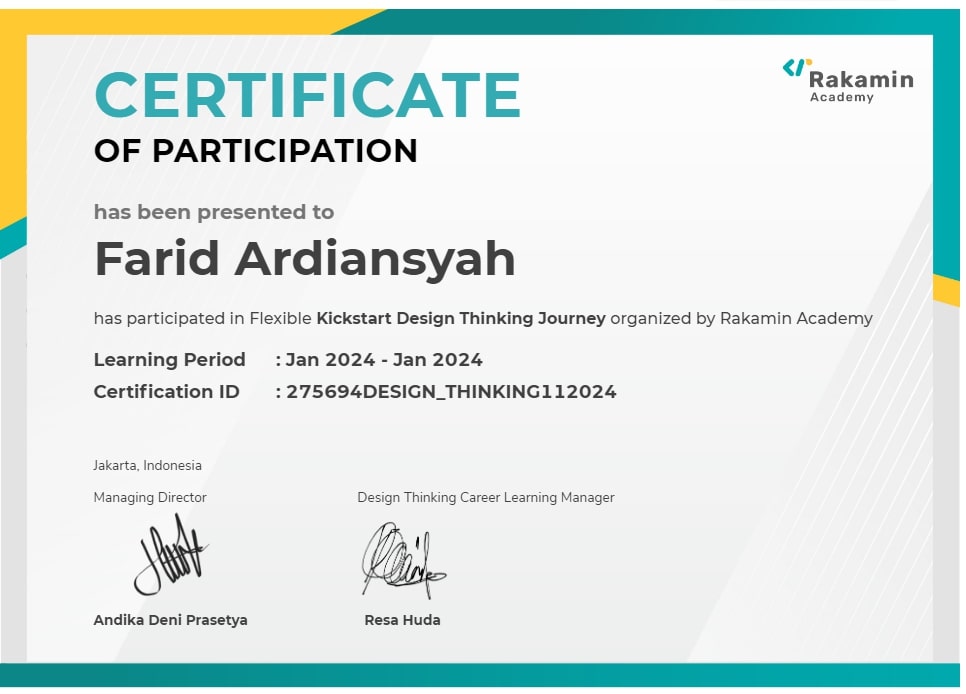 CERTIFICATE
Rakamin
Academy
OF PARTICIPATION
has been presented to
Farid Ardiansyah
has participated in Flexible Kickstart Design Thinking Journey organized by Rakamin Academy
Learning Period : Jan 2024 - Jan 2024
Certification ID : 275694DESIGN_THINKING112024
Jakarta, Indonesia
Managing Director
Design Thinking Career Learning Manager
Andika Deni Prasetya
Resa Huda